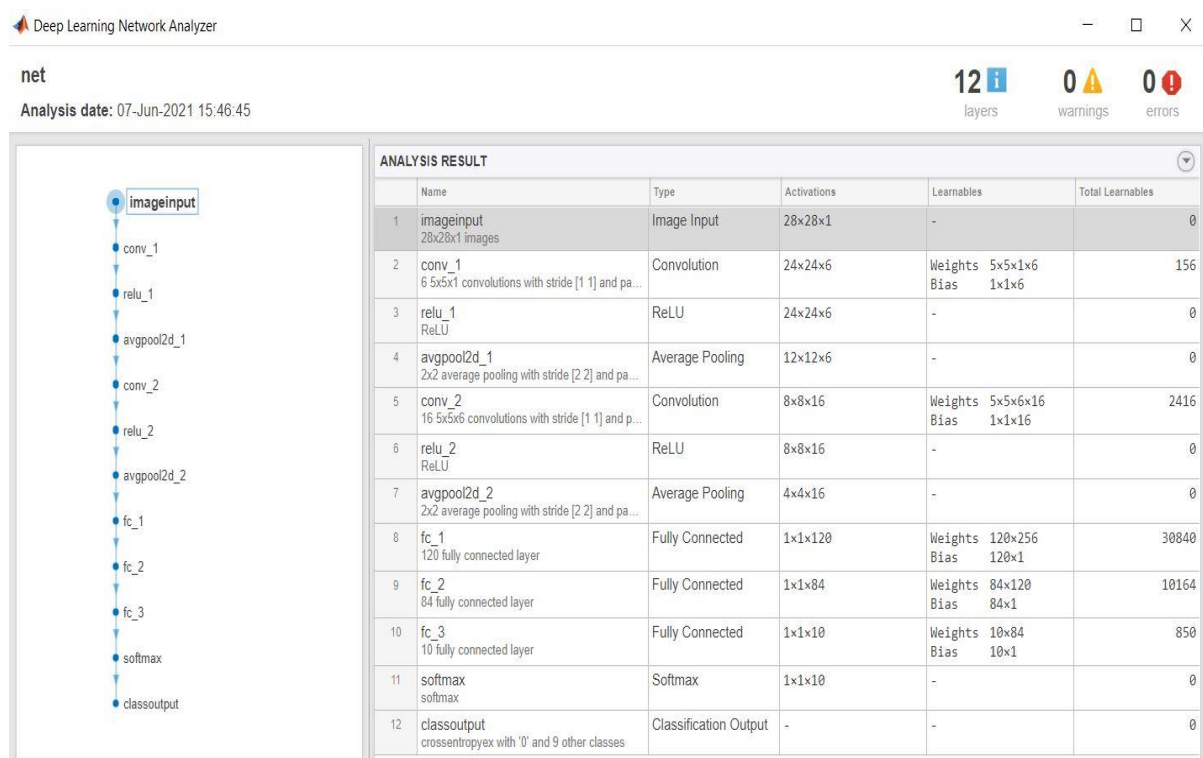 Deep Learning Network Analyzer
net
Analysis date: 07-Jun-2021 15:46:45
12 i
layers
0
warnings
0
errors
imageinput
conv_1
relu_1
avgpool2d_1
conv_2
relu_2
avgpool2d_2
fc_1
fc_2
fc_3
softmax
classoutput
ANALYSIS RESULT
Name Type Activations Learnables Total Learnables
1 imageinput Image Input 28×28×1 - 0
28x28x1 images
2 conv_1 Convolution 24×24×6 Weights 5×5×1×6 156
6 5x5x1 convolutions with stride [1 1] and pa... Bias 1×1×6
3 relu_1 ReLU 24×24×6 - 0
ReLU
4 avgpool2d_1 Average Pooling 12×12×6 - 0
2x2 average pooling with stride [2 2] and pa...
5 conv_2 Convolution 8×8×16 Weights 5×5×6×16 2416
16 5x5x6 convolutions with stride [1 1] and p... Bias 1×1×16
6 relu_2 ReLU 8×8×16 - 0
ReLU
7 avgpool2d_2 Average Pooling 4×4×16 - 0
2x2 average pooling with stride [2 2] and pa...
8 fc_1 Fully Connected 1×1×120 Weights 120×256 30840
120 fully connected layer Bias 120×1
9 fc_2 Fully Connected 1×1×84 Weights 84×120 10164
84 fully connected layer Bias 84×1
10 fc_3 Fully Connected 1×1×10 Weights 10×84 850
10 fully connected layer Bias 10×1
11 softmax Softmax 1×1×10 - 0
softmax
12 classoutput Classification Output - - 0
crossentropyex with '0' and 9 other classes